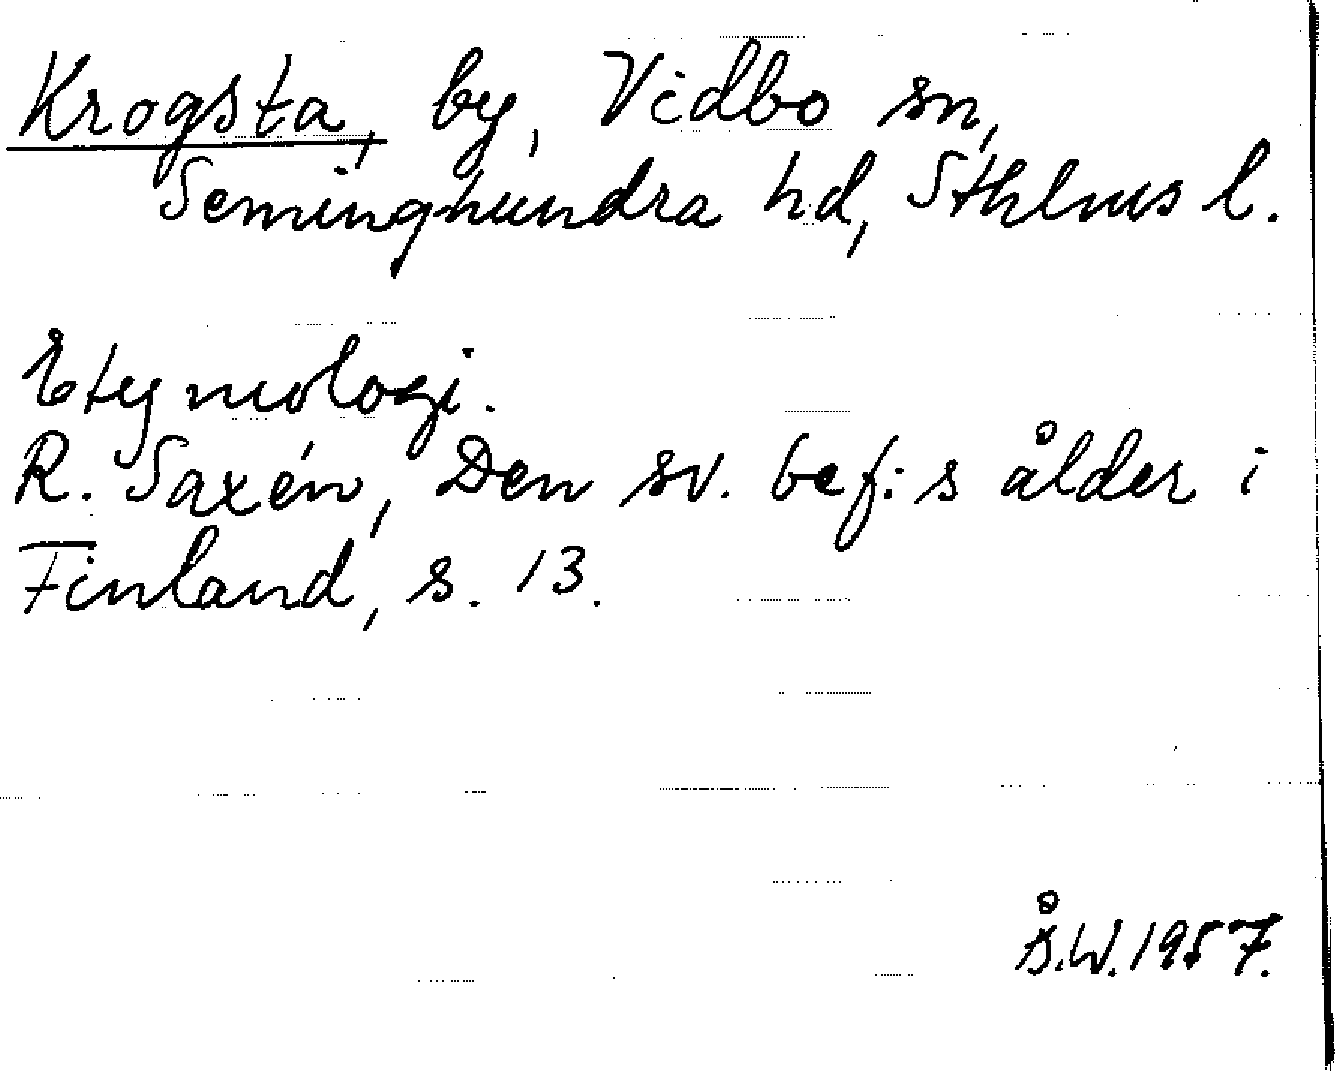 Krogsta, by, Vidbo sn,
Seminghundra hd, Sthlms l.
Etymologi.
R. Saxén, Den sv. bef:s ålder i
Finland, s. 13.
Å.W. 1957.